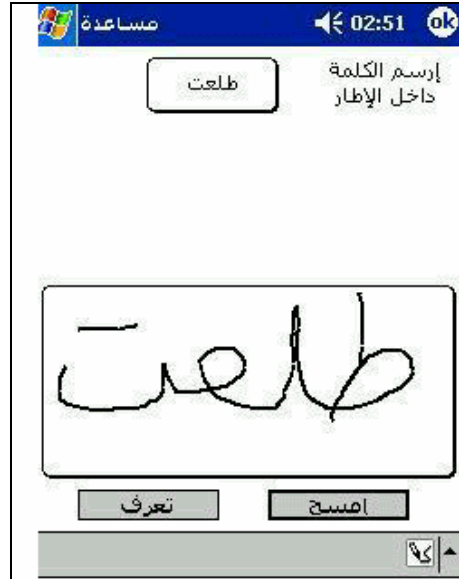 مساعدة 02:51 ok
إرسم الكلمة
داخل الإطار
طلعت
طلعت
امسح
تعرف